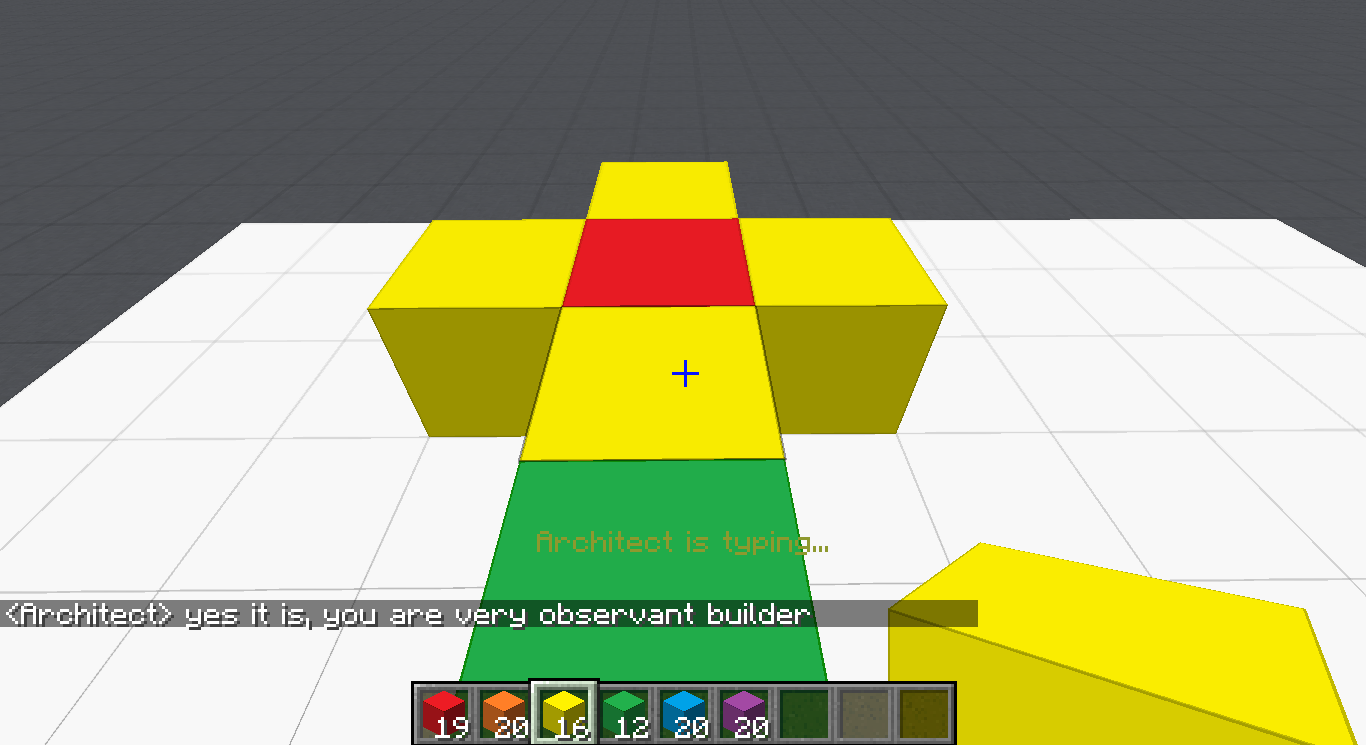 Architect is typing...
<Architect> yes it is, you are very observant builder
19 20 16 12 20 20